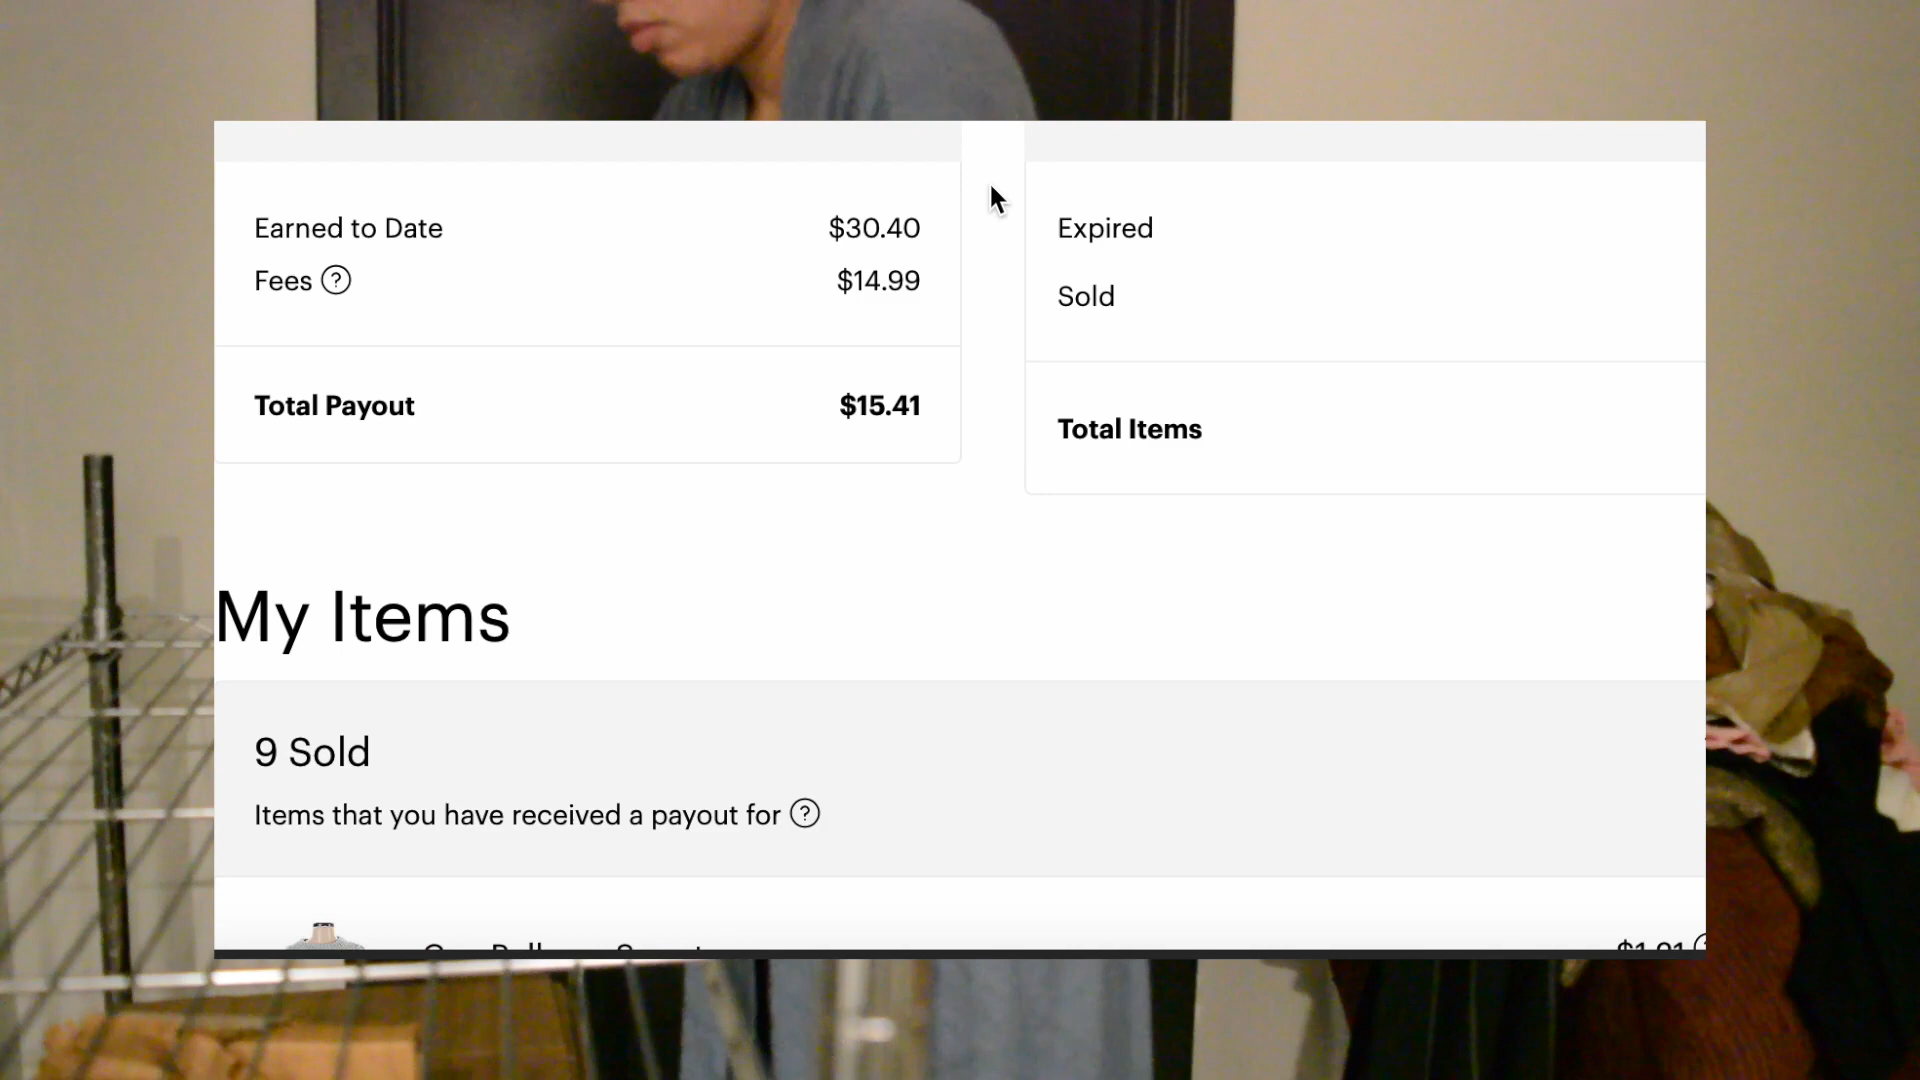 Earned to Date $30.40
Fees ? $14.99
Total Payout $15.41
Expired
Sold
Total Items
My Items
9 Sold
Items that you have received a payout for ?